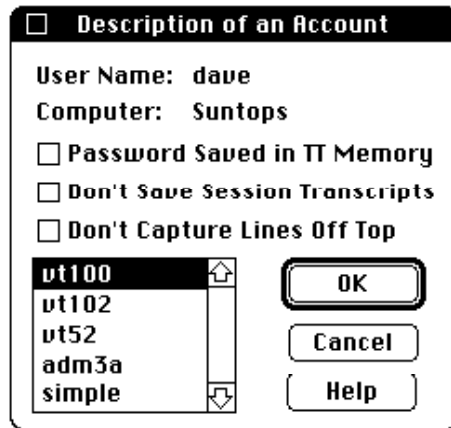 Description of an Account
User Name: dave
Computer: Suntops
Password Saved in TT Memory
Don't Save Session Transcripts
Don't Capture Lines Off Top
vt100
vt102
vt52
adm3a
simple
OK
Cancel
Help